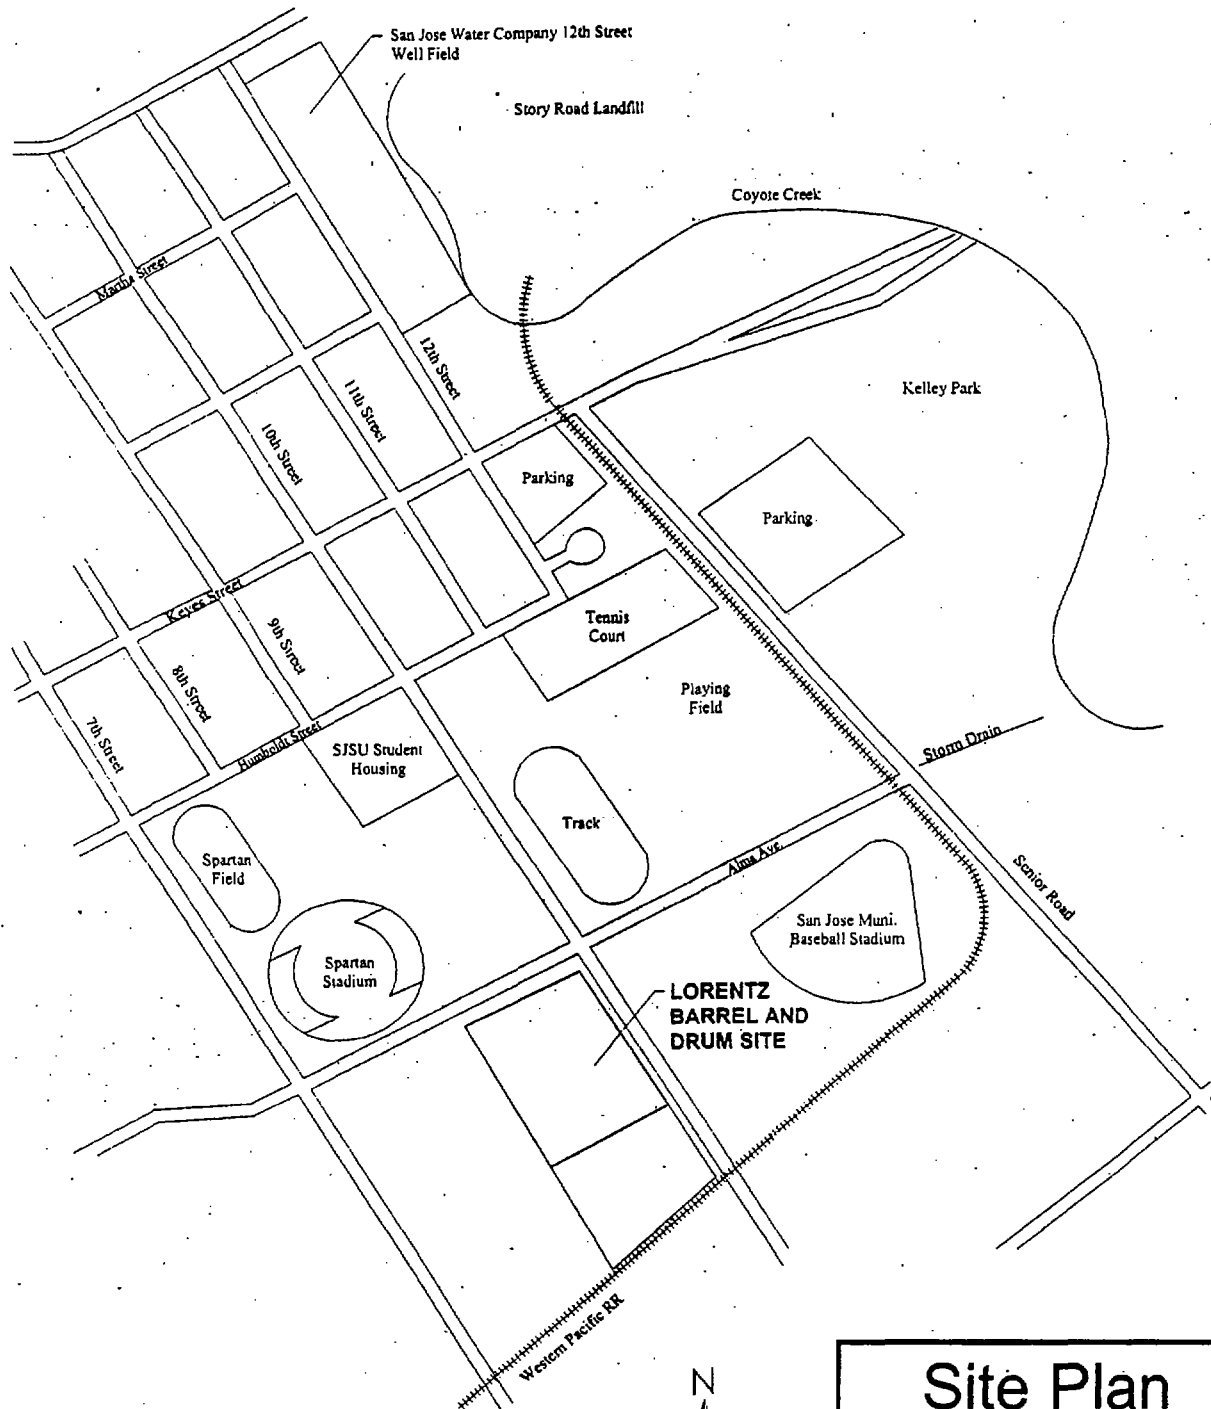 San Jose Water Company 12th Street
Well Field
Story Road Landfill
Coyote Creek
Martha Street
12th Street
Kelley Park
11th Street
10th Street
Parking
Parking
Keyes Street
Tennis
Court
9th Street
8th Street
Playing
Field
7th Street
Humboldt Street
SJSU Student
Housing
Storm Drain
Track
Alma Ave.
Spartan
Field
Senior Road
San Jose Muni.
Baseball Stadium
Spartan
Stadium
LORENTZ
BARREL AND
DRUM SITE
Western Pacific RR
N
Site Plan